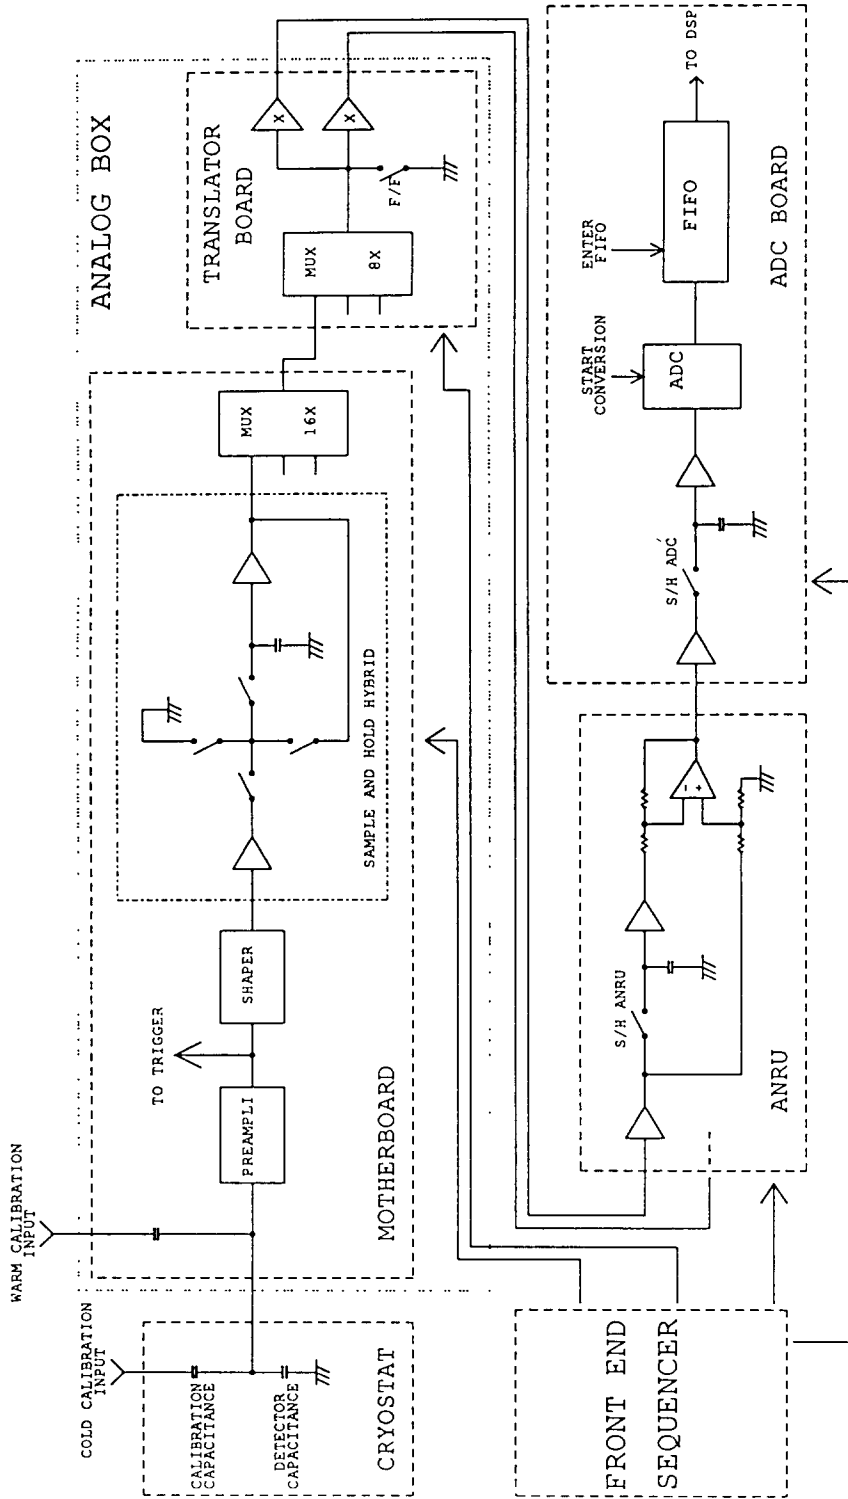 COLD CALIBRATION
INPUT
CALIBRATION
CAPACITANCE
DETECTOR
CAPACITANCE
CRYOSTAT
WARM CALIBRATION
INPUT
PREAMPLI
TO TRIGGER
SHAPER
MOTHERBOARD
SAMPLE AND HOLD HYBRID
MUX
16X
ANALOG BOX
TRANSLATOR
BOARD
MUX
8X
F/F
X
X
FRONT END
SEQUENCER
S/H ANRU
-
+
ANRU
S/H ADC
START
CONVERSION
ADC
ENTER
FIFO
FIFO
TO DSP
ADC BOARD